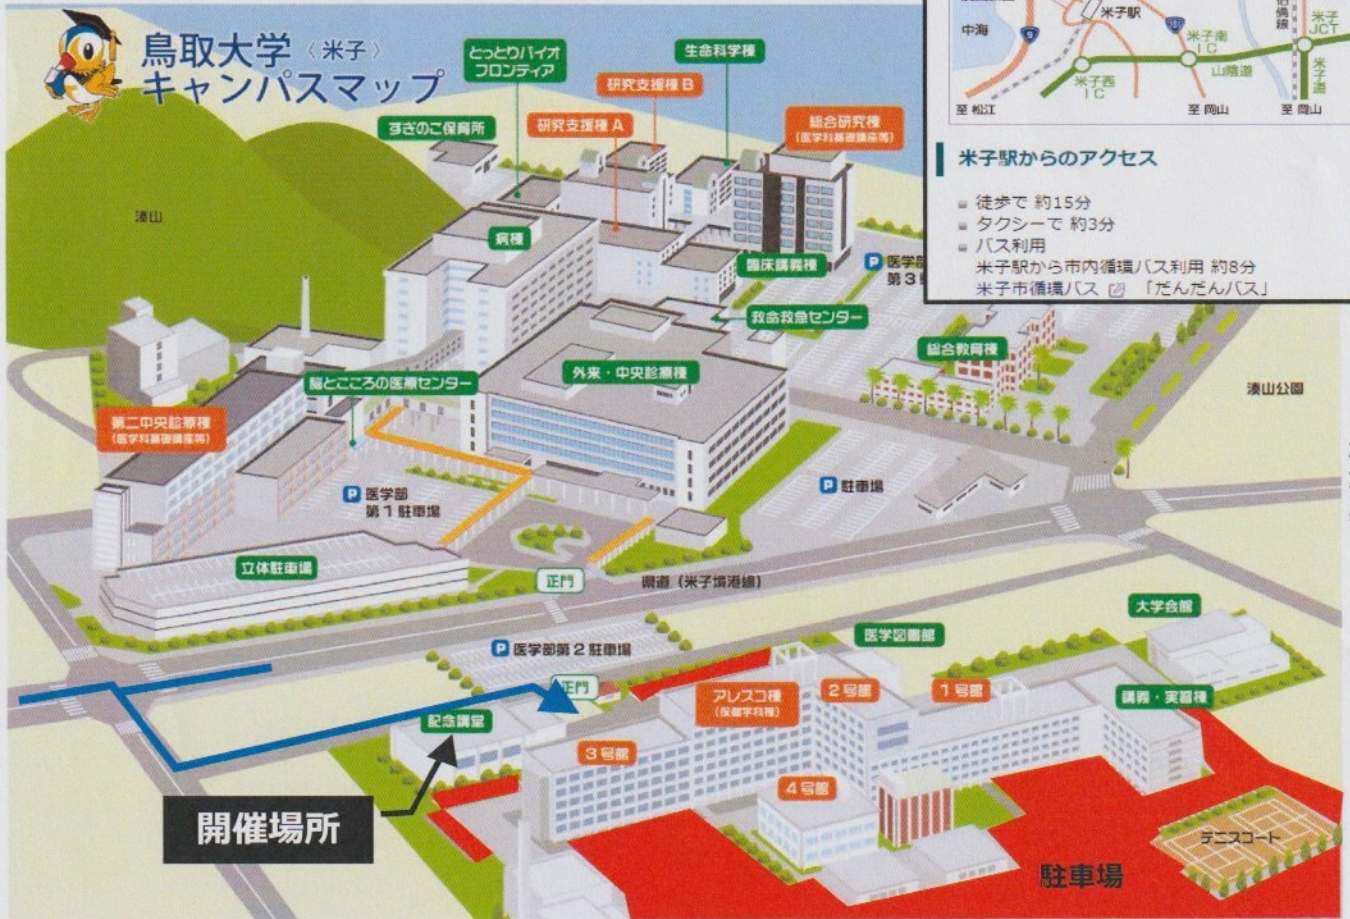 鳥取大学〈米子〉
キャンパスマップ
とっとりバイオ
フロンティア
生命科学棟
研究支援棟B
すぎのこ保育所
研究支援棟A
総合研究棟
(医学科基礎講座等)
湊山
病棟
臨床講義棟
P 医学部
第3
救命救急センター
総合教育棟
脳とこころの医療センター
外来・中央診療棟
湊山公園
第二中央診療棟
(医学科基礎講座等)
P 医学部
第1駐車場
P 駐車場
立体駐車場
正門
県道(米子境港線)
大学会館
P 医学部第2駐車場
医学図書館
正門
アレスコ棟
(保健学科棟)
2号館
1号館
講義・実習棟
記念講堂
3号館
4号館
開催場所
テニスコート
駐車場
米子駅
中海
9
米子南
IC
伯備線
米子
JCT
米子西
IC
山陰道
米子道
至 松江
至 岡山
至 岡山
米子駅からのアクセス
徒歩で 約15分
タクシーで 約3分
バス利用
米子駅から市内循環バス利用 約8分
米子市循環バス 「だんだんバス」